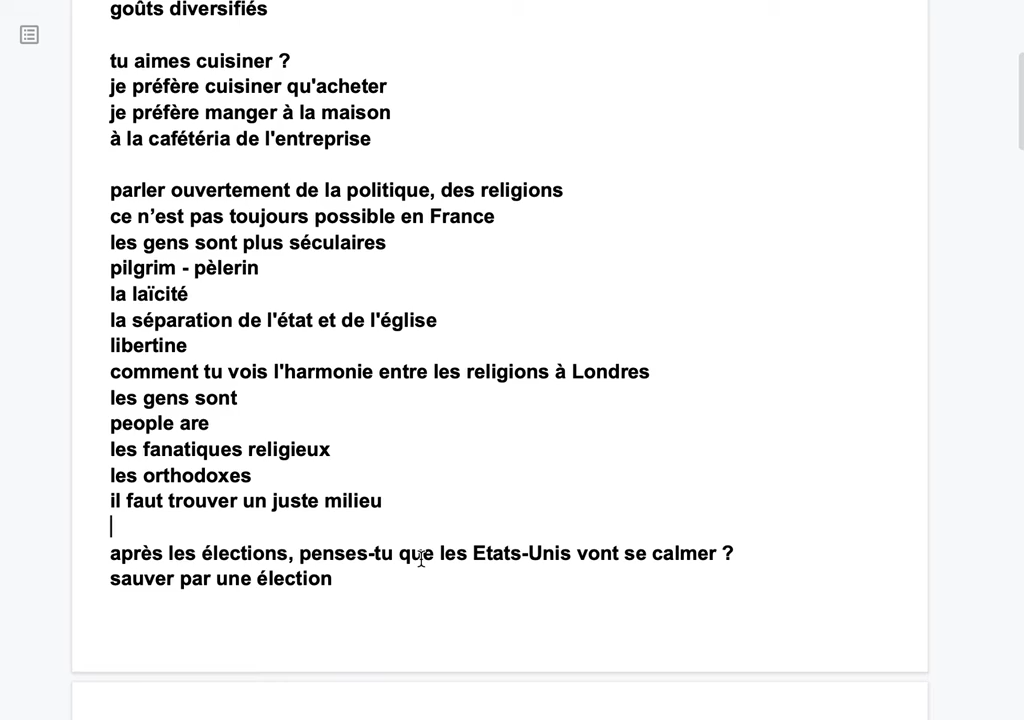 goûts diversifiés
tu aimes cuisiner ?
je préfère cuisiner qu'acheter
je préfère manger à la maison
à la cafétéria de l'entreprise
parler ouvertement de la politique, des religions
ce n’est pas toujours possible en France
les gens sont plus séculaires
pilgrim - pèlerin
la laïcité
la séparation de l'état et de l'église
libertine
comment tu vois l'harmonie entre les religions à Londres
les gens sont
people are
les fanatiques religieux
les orthodoxes
il faut trouver un juste milieu
après les élections, penses-tu que les Etats-Unis vont se calmer ?
sauver par une élection